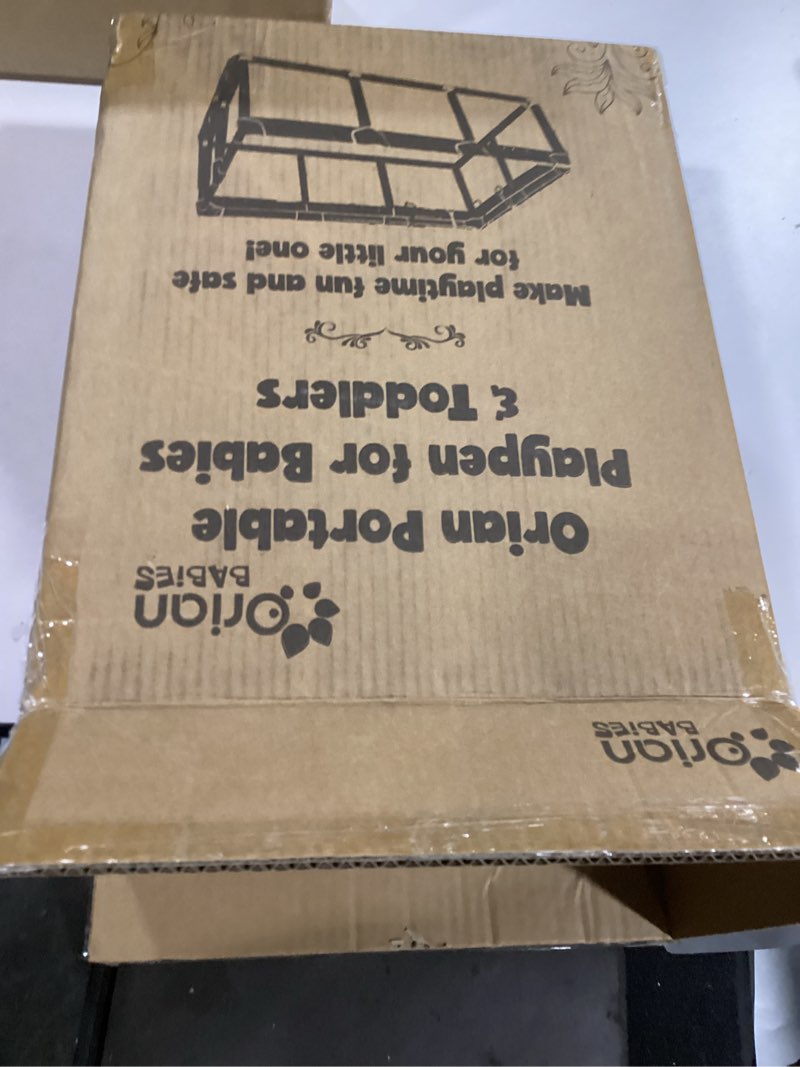 Orian
BABiES
Orian
BABiES
Orian Portable
Playpen for Babies
& Toddlers
Make playtime fun and safe
for your little one!